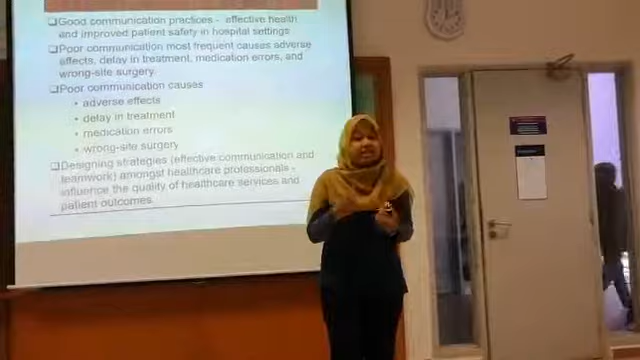 ❑Good communication practices - effective health
and improved patient safety in hospital settings
❑Poor communication most frequent causes adverse
effects, delay in treatment, medication errors, and
wrong-site surgery.
❑Poor communication causes
• adverse effects
• delay in treatment
• medication errors
• wrong-site surgery
❑Designing strategies (effective communication and
teamwork) amongst healthcare professionals -
influence the quality of healthcare services and
patient outcomes.